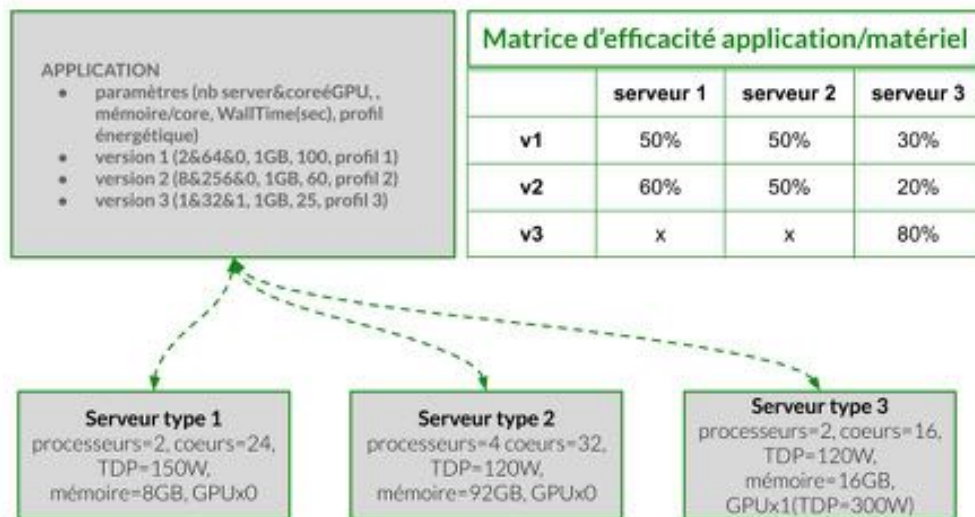 APPLICATION
• paramètres (nb server&coreéGPU, ,
mémoire/core, WallTime(sec), profil
énergétique)
• version 1 (2&64&0, 1GB, 100, profil 1)
• version 2 (8&256&0, 1GB, 60, profil 2)
• version 3 (1&32&1, 1GB, 25, profil 3)
Matrice d'efficacité application/matériel
serveur 1 serveur 2 serveur 3
v1 50% 50% 30%
v2 60% 50% 20%
v3 x x 80%
Serveur type 1
processeurs=2, coeurs=24,
TDP=150W,
mémoire=8GB, GPUx0
Serveur type 2
processeurs=4 coeurs=32,
TDP=120W,
mémoire=92GB, GPUx0
Serveur type 3
processeurs=2, coeurs=16,
TDP=120W,
mémoire=16GB,
GPUx1(TDP=300W)